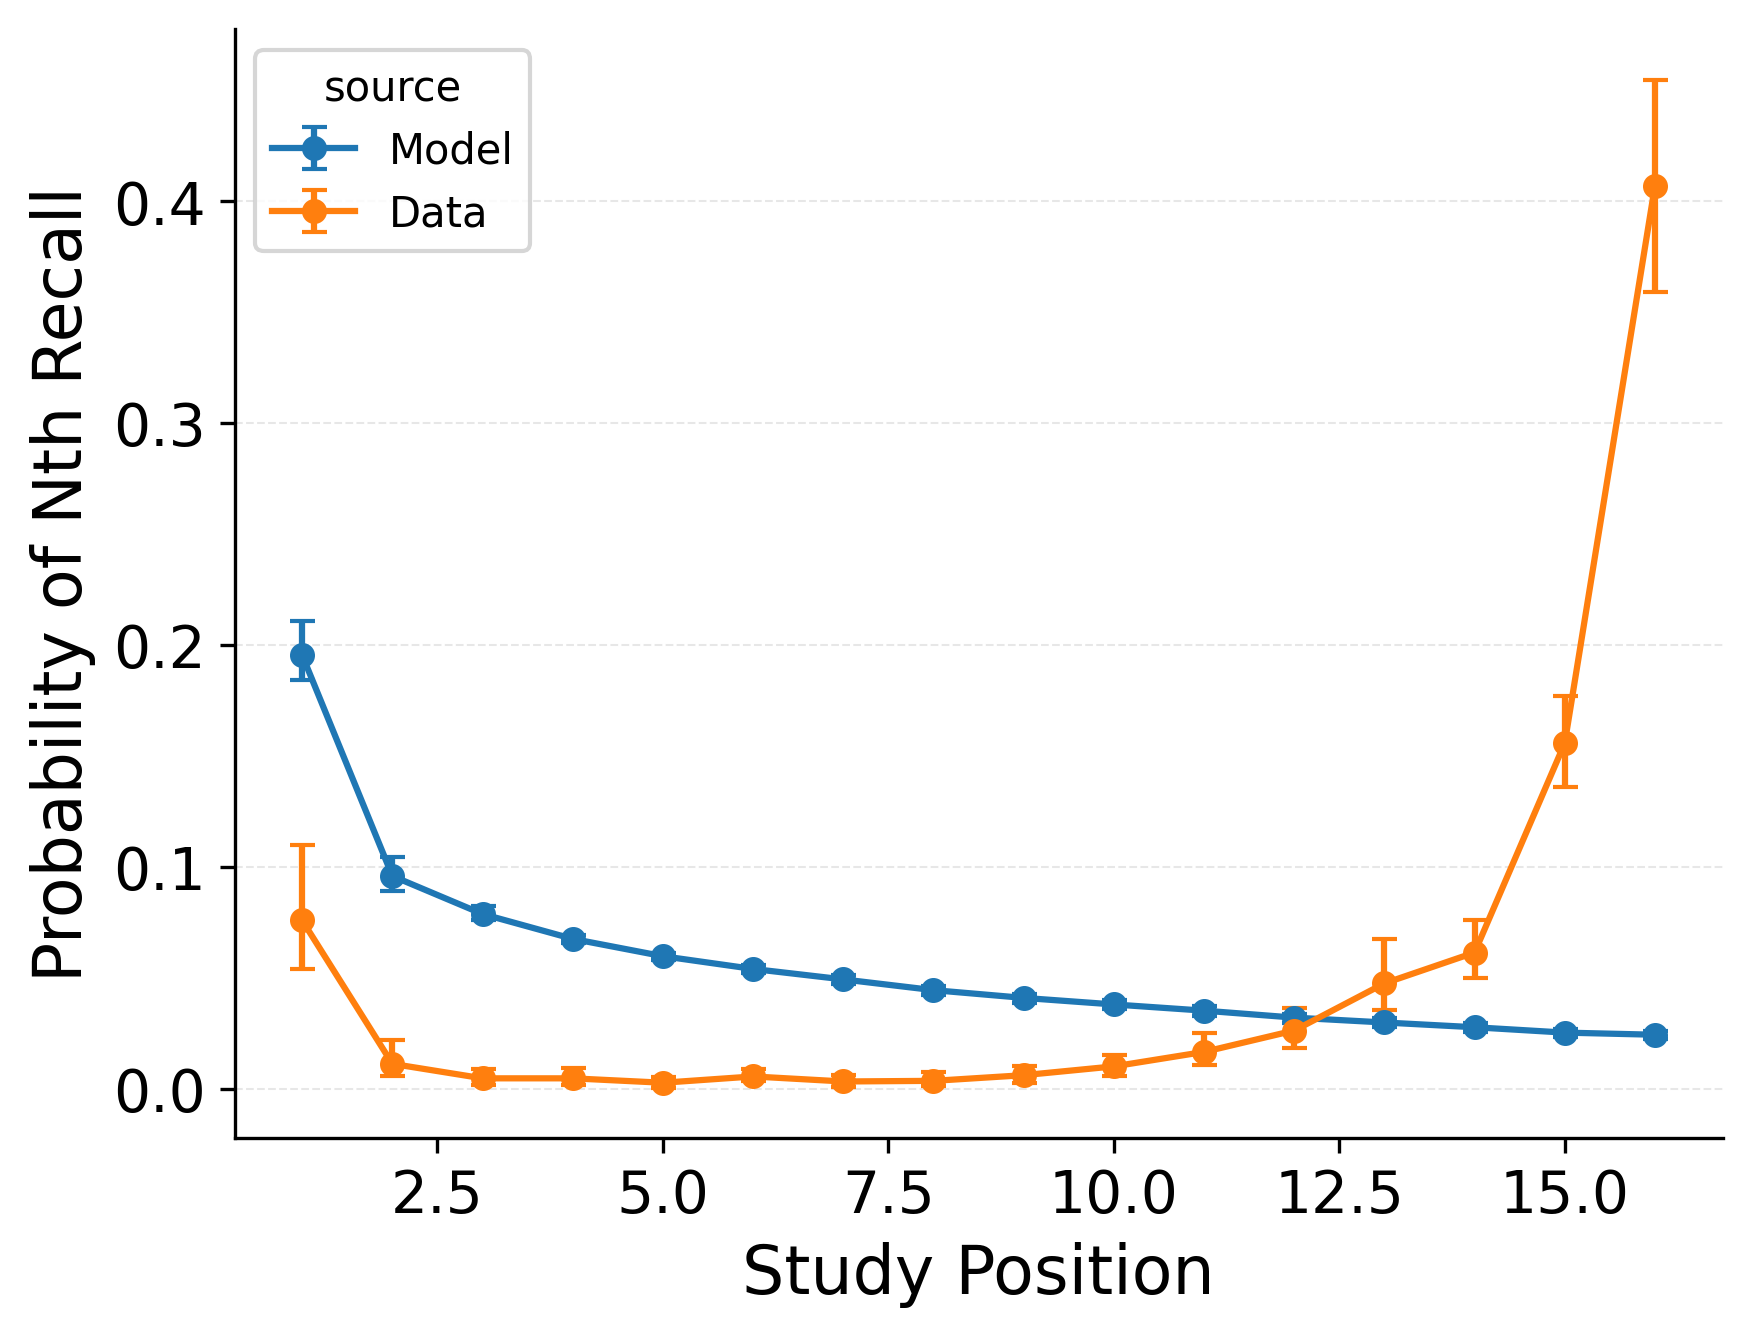 source
Model
Data
Probability of Nth Recall
0.4
0.3
0.2
0.1
0.0
2.5 5.0 7.5 10.0 12.5 15.0
Study Position